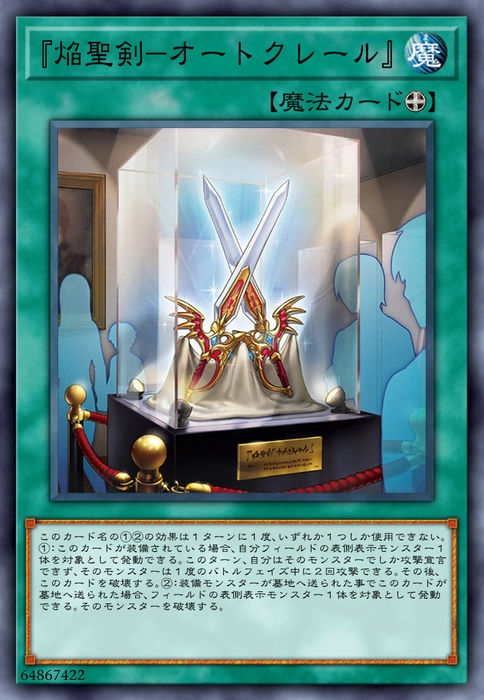 『焔聖剣－オートクレール』
魔
【魔法カード】
このカード名の①②の効果は１ターンに１度、いずれか１つしか使用できない。
①：このカードが装備されている場合、自分フィールドの表側表示モンスター１
体を対象として発動できる。このターン、自分はそのモンスターでしか攻撃宣言
できず、そのモンスターは１度のバトルフェイズ中に２回攻撃できる。その後、
このカードを破壊する。②：装備モンスターが墓地へ送られた事でこのカードが
墓地へ送られた場合、フィールドの表側表示モンスター１体を対象として発動
できる。そのモンスターを破壊する。
64867422